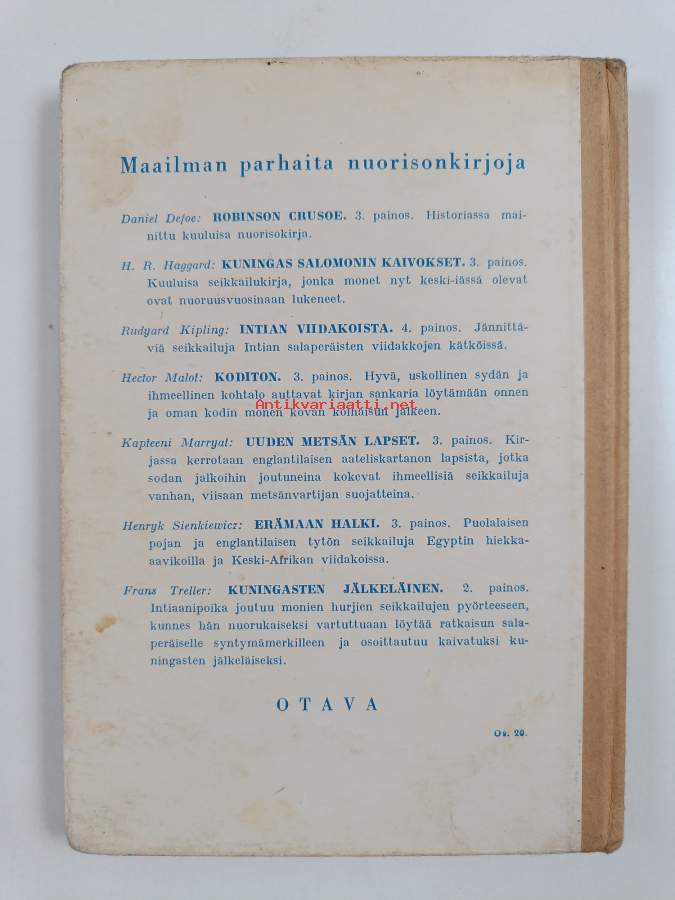 Maailman parhaita nuorisonkirjoja
Daniel Defoe: ROBINSON CRUSOE. 3. painos. Historiassa mai-
nittu kuuluisa nuorisokirja.
H. R. Haggard: KUNINGAS SALOMONIN KAIVOKSET. 3. painos.
Kuuluisa seikkailukirja, jonka monet nyt keski-iässä olevat
ovat nuoruusvuosinaan lukeneet.
Rudyard Kipling: INTIAN VIIDAKOISTA. 4. painos. Jännittä-
viä seikkailuja Intian salaperäisten viidakkojen kätköissä.
Hector Malot: KODITON. 3. painos. Hyvä, uskollinen sydän ja
ihmeellinen kohtalo auttavat kirjan sankaria löytämään onnen
ja oman kodin monen kovan kolhaisun jälkeen.
Antikvariaatti.net
Kapteeni Marryat: UUDEN METSÄN LAPSET. 3. painos. Kir-
jassa kerrotaan englantilaisen aateliskartanon lapsista, jotka
sodan jalkoihin joutuneina kokevat ihmeellisiä seikkailuja
vanhan, viisaan metsänvartijan suojatteina.
Henryk Sienkiewicz: ERÄMAAN HALKI. 3. painos. Puolalaisen
pojan ja englantilaisen tytön seikkailuja Egyptin hiekka-
aavikoilla ja Keski-Afrikan viidakoissa.
Frans Treller: KUNINGASTEN JÄLKELÄINEN. 2. painos.
Intiaanipoika joutuu monien hurjien seikkailujen pyörteeseen,
kunnes hän nuorukaiseksi vartuttuaan löytää ratkaisun sala-
peräiselle syntymämerkilleen ja osoittautuu kaivatuksi ku-
ningasten jälkeläiseksi.
OTAVA
Os. 20.